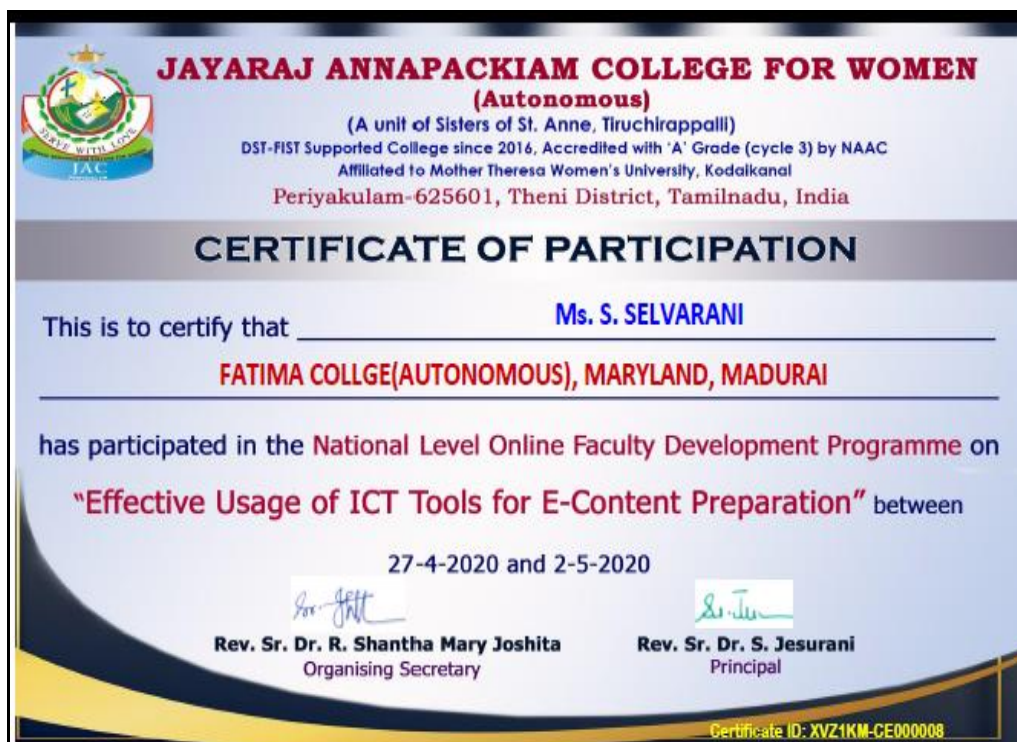 JAYARAJ ANNAPACKIAM COLLEGE FOR WOMEN
(Autonomous)
(A unit of Sisters of St. Anne, Tiruchirappalli)
DST-FIST Supported College since 2016, Accredited with 'A' Grade (cycle 3) by NAAC
Affiliated to Mother Theresa Women's University, Kodaikanal
Periyakulam-625601, Theni District, Tamilnadu, India
SERVE WITH LOVE
JAC
CERTIFICATE OF PARTICIPATION
This is to certify that Ms. S. SELVARANI
FATIMA COLLGE(AUTONOMOUS), MARYLAND, MADURAI
has participated in the National Level Online Faculty Development Programme on
"Effective Usage of ICT Tools for E-Content Preparation" between
27-4-2020 and 2-5-2020
Rev. Sr. Dr. R. Shantha Mary Joshita Rev. Sr. Dr. S. Jesurani
Organising Secretary Principal
Certificate ID: XVZ1KM-CE000008